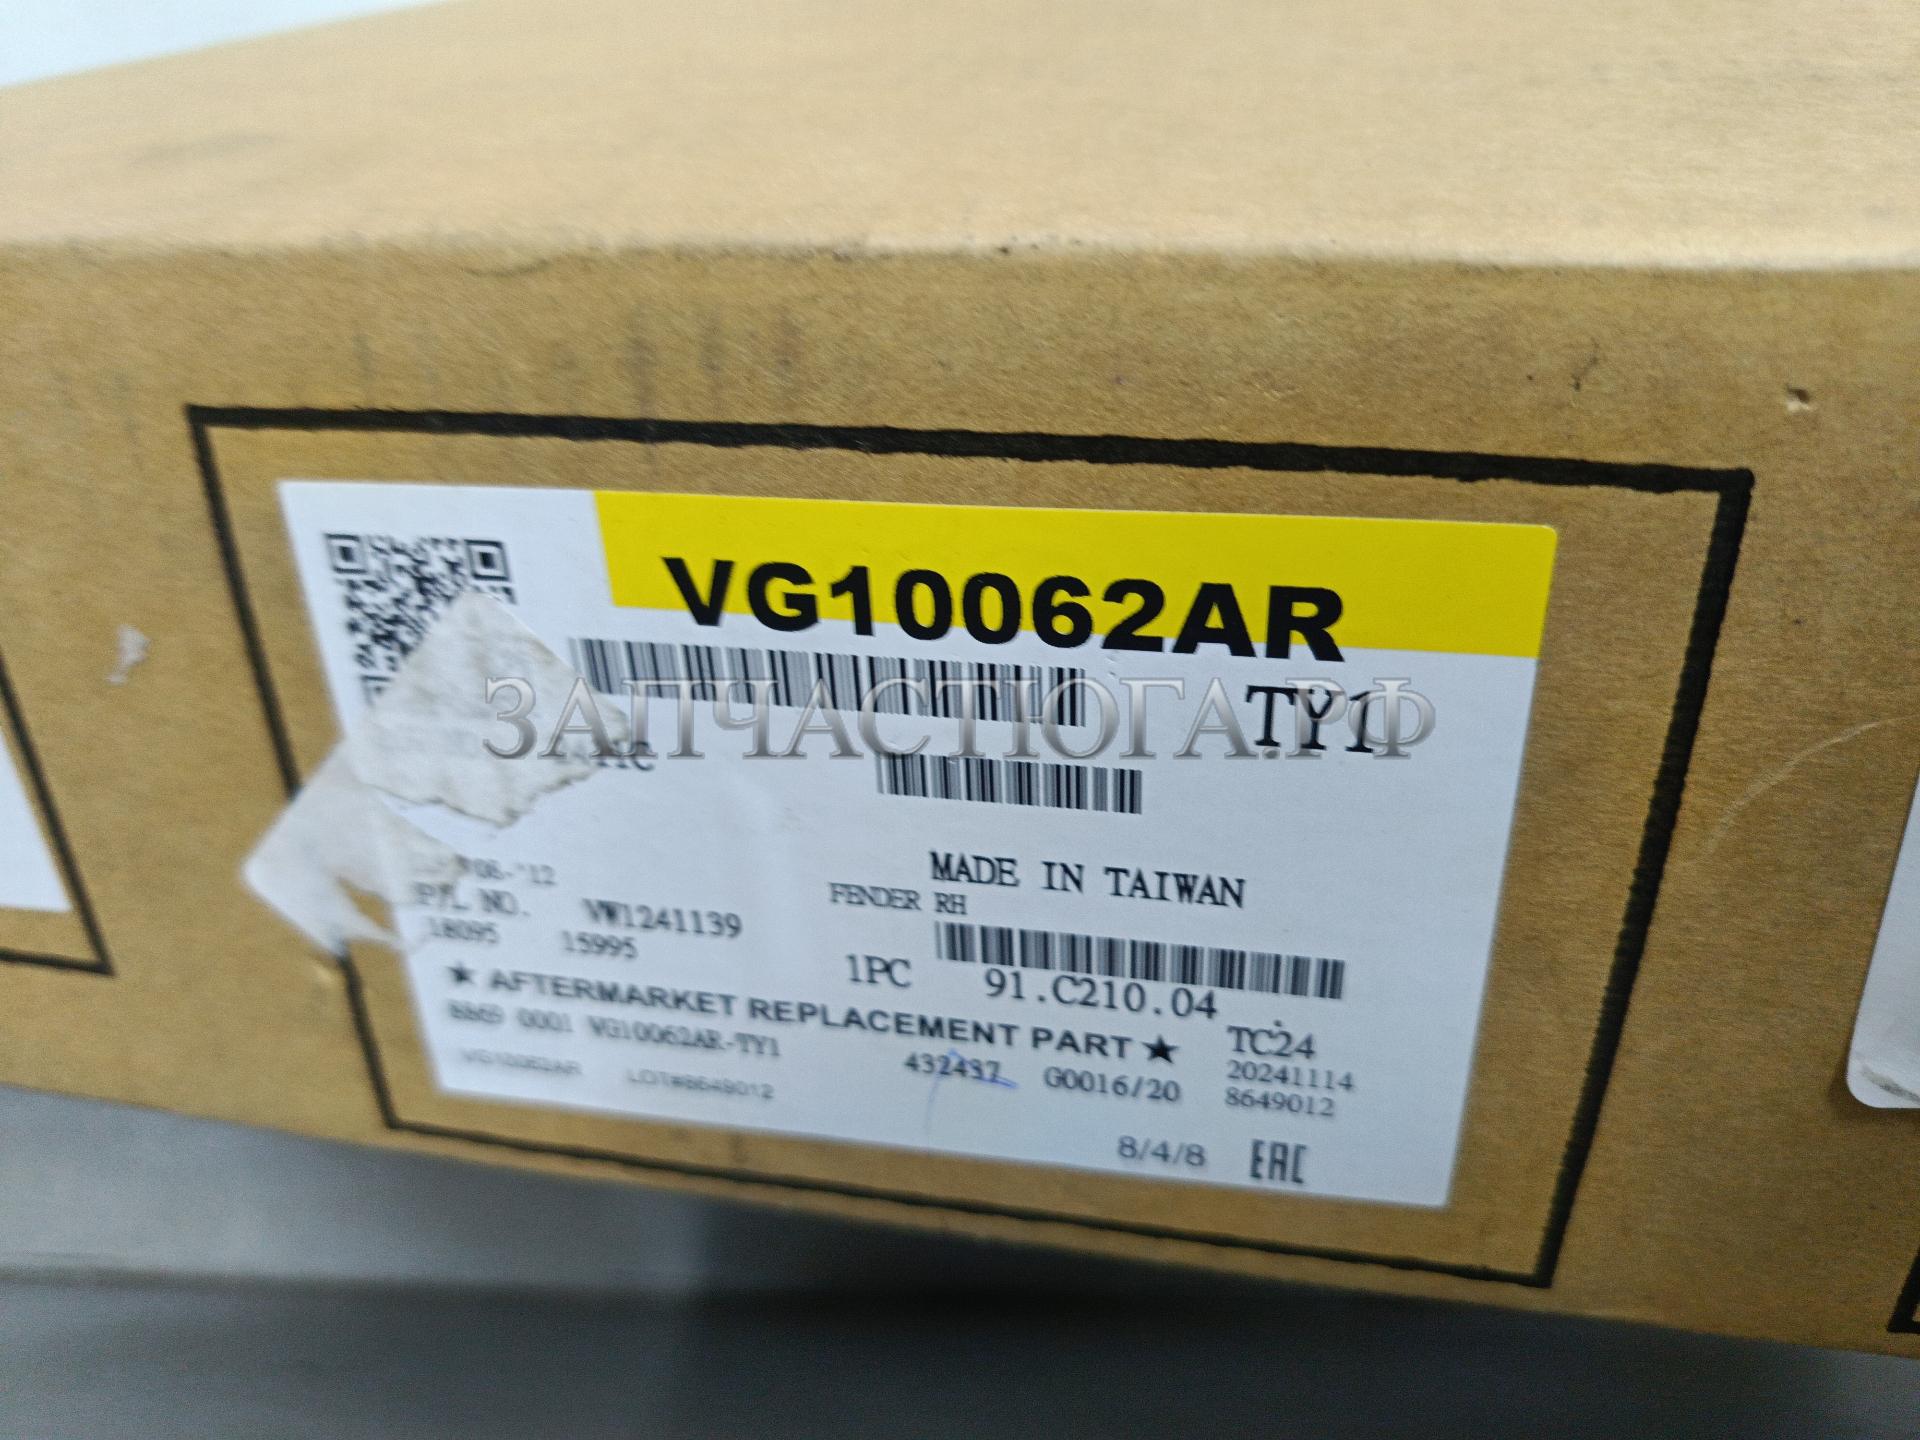 VG10062AR
TY1
ЗАПЧАСТЮГА.РФ
MADE IN TAIWAN
FENDER RH
P/L NO. VW1241139
18095 15995
1PC 91.C210.04
★ AFTERMARKET REPLACEMENT PART ★
TC24
0001 VG10062AR-TY1
432437 G0016/20
20241114
8649012
VG10062AR LOT#8649012
8/4/8 EAC